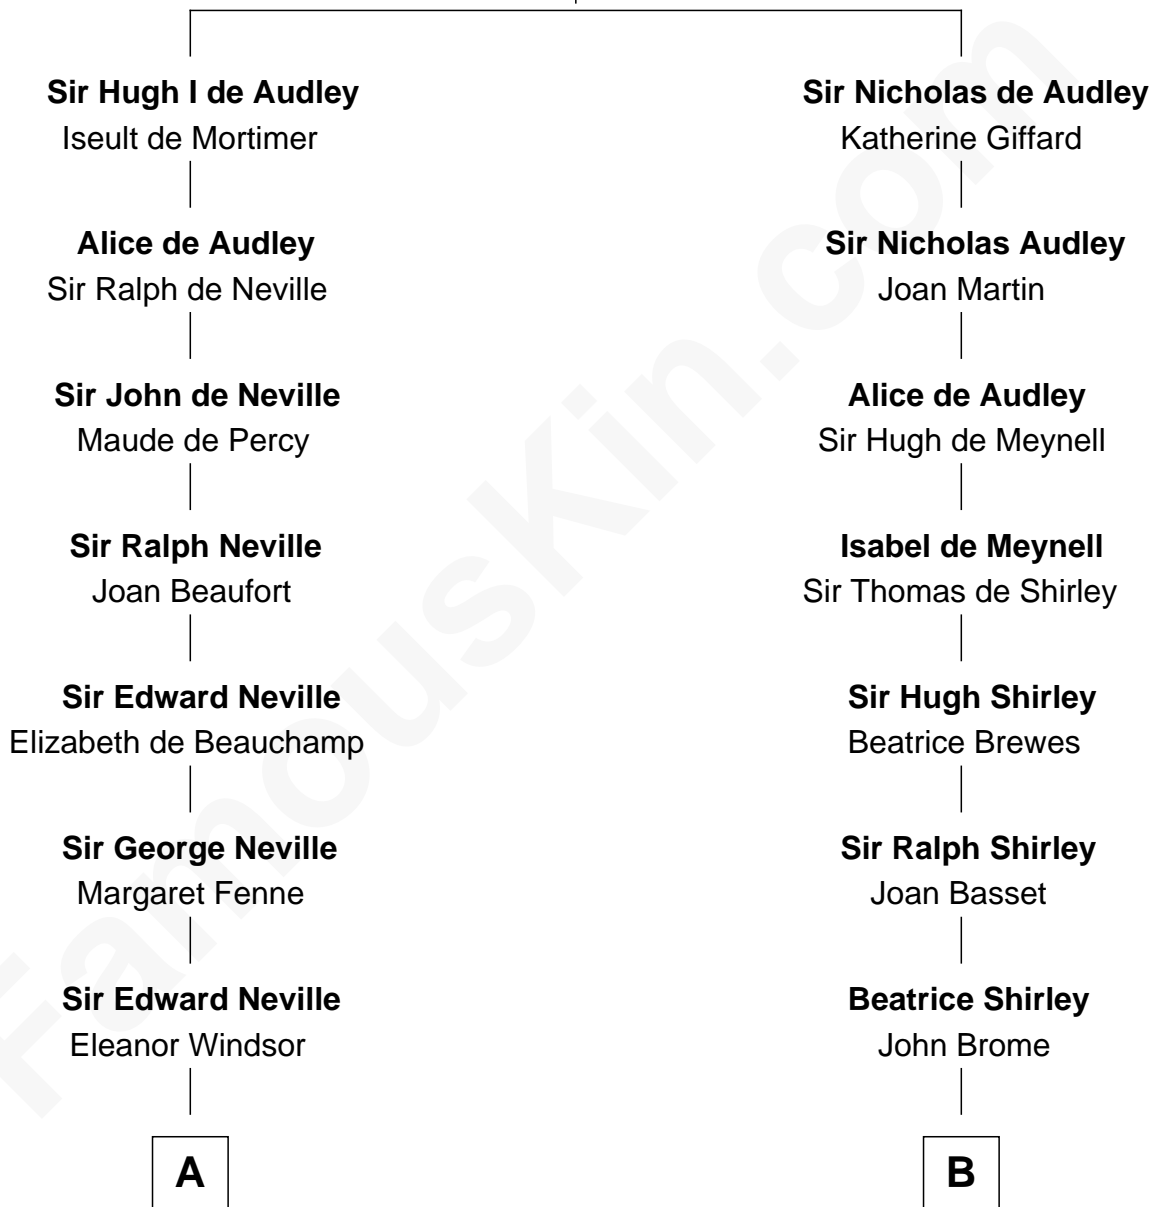 Sir Hugh I de Audley
Iseult de Mortimer
Alice de Audley
Sir Ralph de Neville
Sir John de Neville
Maude de Percy
Sir Ralph Neville
Joan Beaufort
Sir Edward Neville
Elizabeth de Beauchamp
Sir George Neville
Margaret Fenne
Sir Edward Neville
Eleanor Windsor
A
Sir Nicholas de Audley
Katherine Giffard
Sir Nicholas Audley
Joan Martin
Alice de Audley
Sir Hugh de Meynell
Isabel de Meynell
Sir Thomas de Shirley
Sir Hugh Shirley
Beatrice Brewes
Sir Ralph Shirley
Joan Basset
Beatrice Shirley
John Brome
B
FamousKin.com